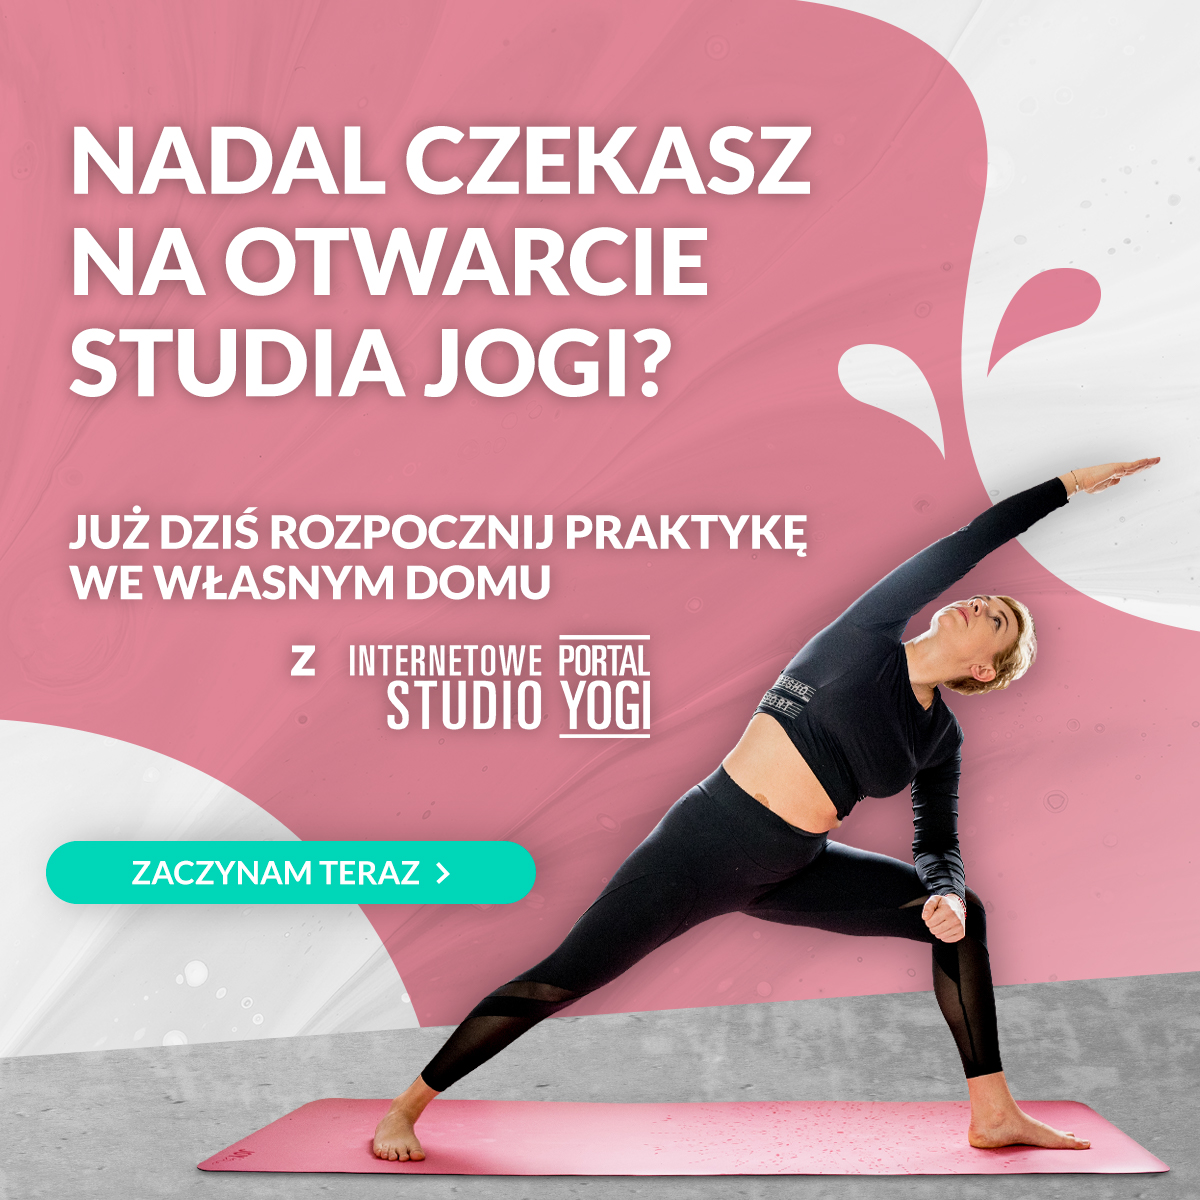 NADAL CZEKASZ
NA OTWARCIE
STUDIA JOGI?
JUŻ DZIŚ ROZPOCZNIJ PRAKTYKĘ
WE WŁASNYM DOMU
Z INTERNETOWE STUDIO
PORTAL YOGI
ZACZYNAM TERAZ >